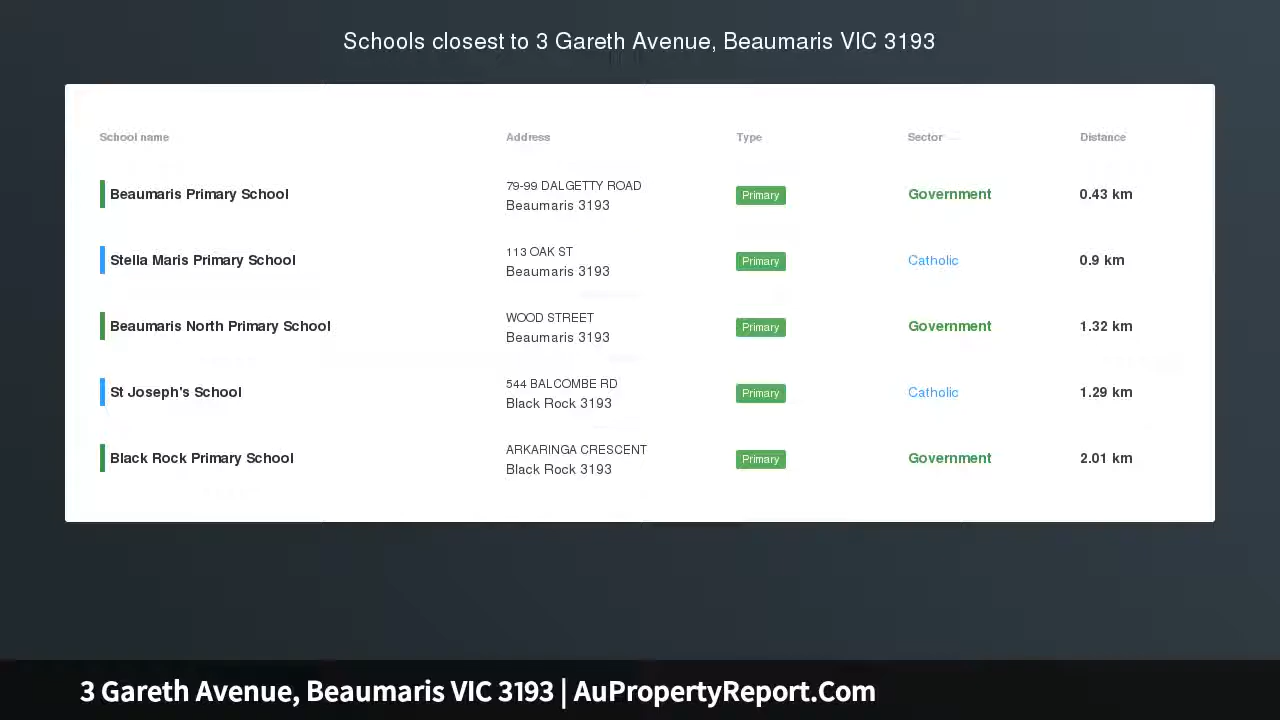 Schools closest to 3 Gareth Avenue, Beaumaris VIC 3193
School name Address Type Sector Distance
Beaumaris Primary School 79-99 DALGETTY ROAD Primary Government 0.43 km
Beaumaris 3193
Stella Maris Primary School 113 OAK ST Primary Catholic 0.9 km
Beaumaris 3193
Beaumaris North Primary School WOOD STREET Primary Government 1.32 km
Beaumaris 3193
St Joseph's School 544 BALCOMBE RD Primary Catholic 1.29 km
Black Rock 3193
Black Rock Primary School ARKARINGA CRESCENT Primary Government 2.01 km
Black Rock 3193
3 Gareth Avenue, Beaumaris VIC 3193 | AuPropertyReport.Com